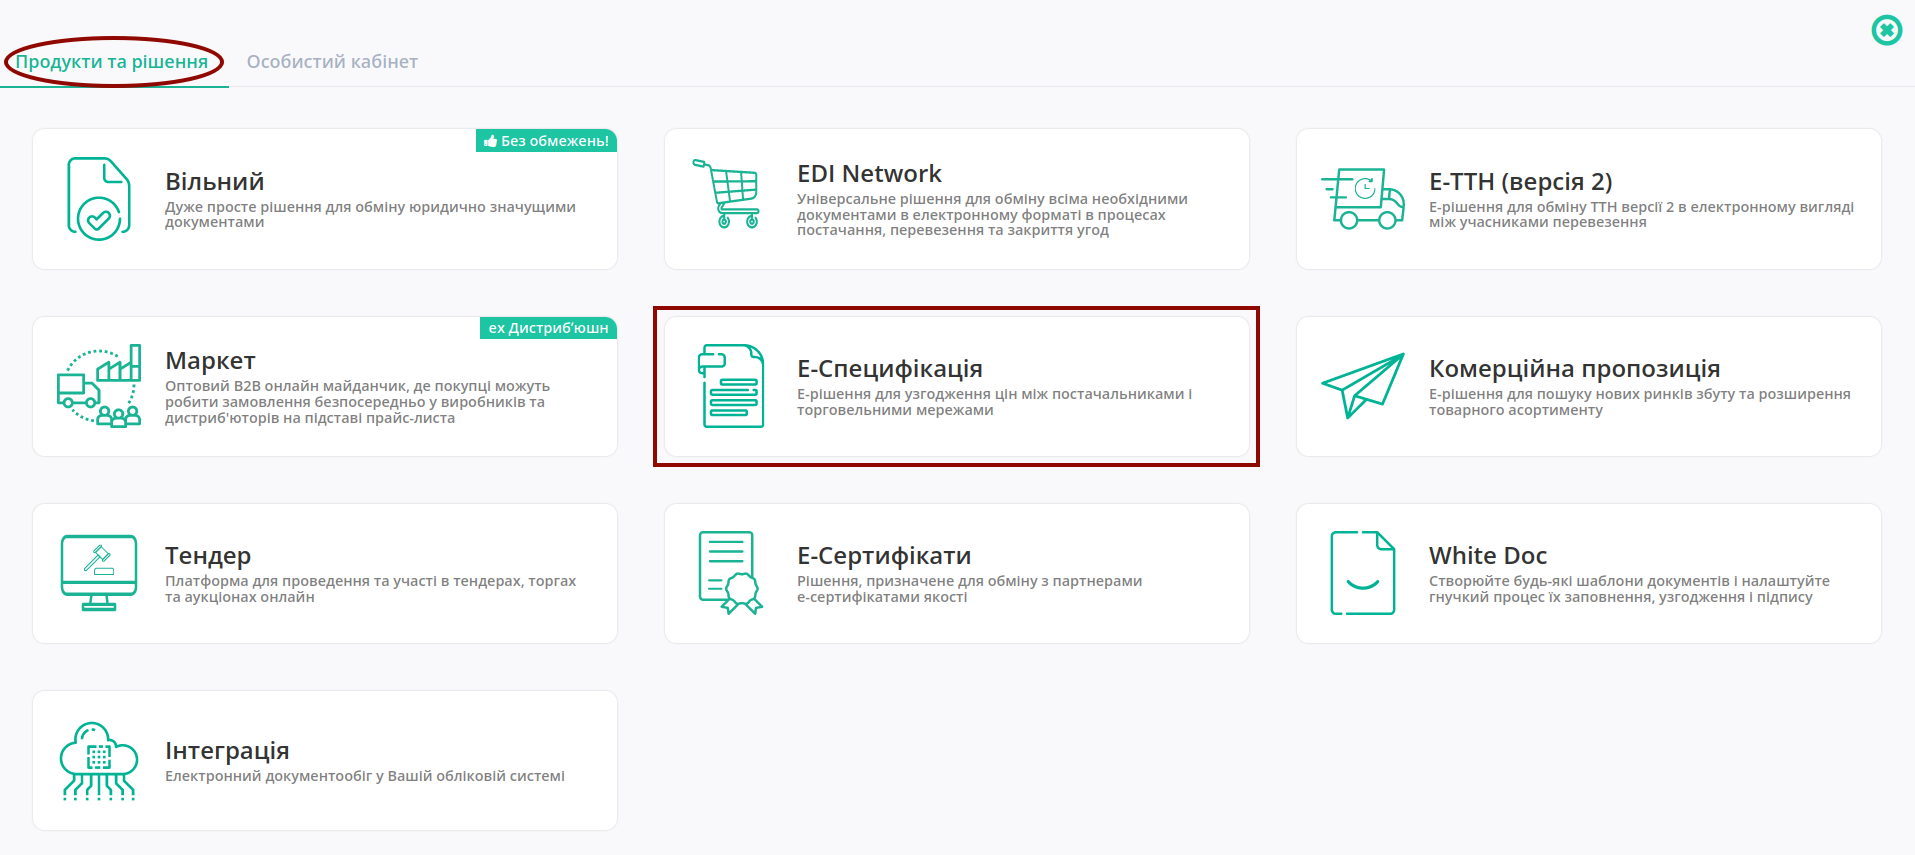 Продукти та рішення
Особистий кабінет
Без обмежень!
Вільний
Дуже просте рішення для обміну юридично значущими
документами
EDI Network
Універсальне рішення для обміну всіма необхідними
документами в електронному форматі в процесах
постачання, перевезення та закриття угод
Е-ТТН (версія 2)
Е-рішення для обміну ТТН версії 2 в електронному вигляді
між учасниками перевезення
ех Дистриб'юшн
Маркет
Оптовий B2B онлайн майданчик, де покупці можуть
робити замовлення безпосередньо у виробників та
дистриб'юторів на підставі прайс-листа
Е-Специфікація
Е-рішення для узгодження цін між постачальниками і
торговельними мережами
Комерційна пропозиція
Е-рішення для пошуку нових ринків збуту та розширення
товарного асортименту
Тендер
Платформа для проведення та участі в тендерах, торгах
та аукціонах онлайн
Е-Сертифікати
Рішення, призначене для обміну з партнерами
е-сертифікатами якості
White Doc
Створюйте будь-які шаблони документів і налаштуйте
гнучкий процес їх заповнення, узгодження і підпису
Інтеграція
Електронний документообіг у Вашій обліковій системі